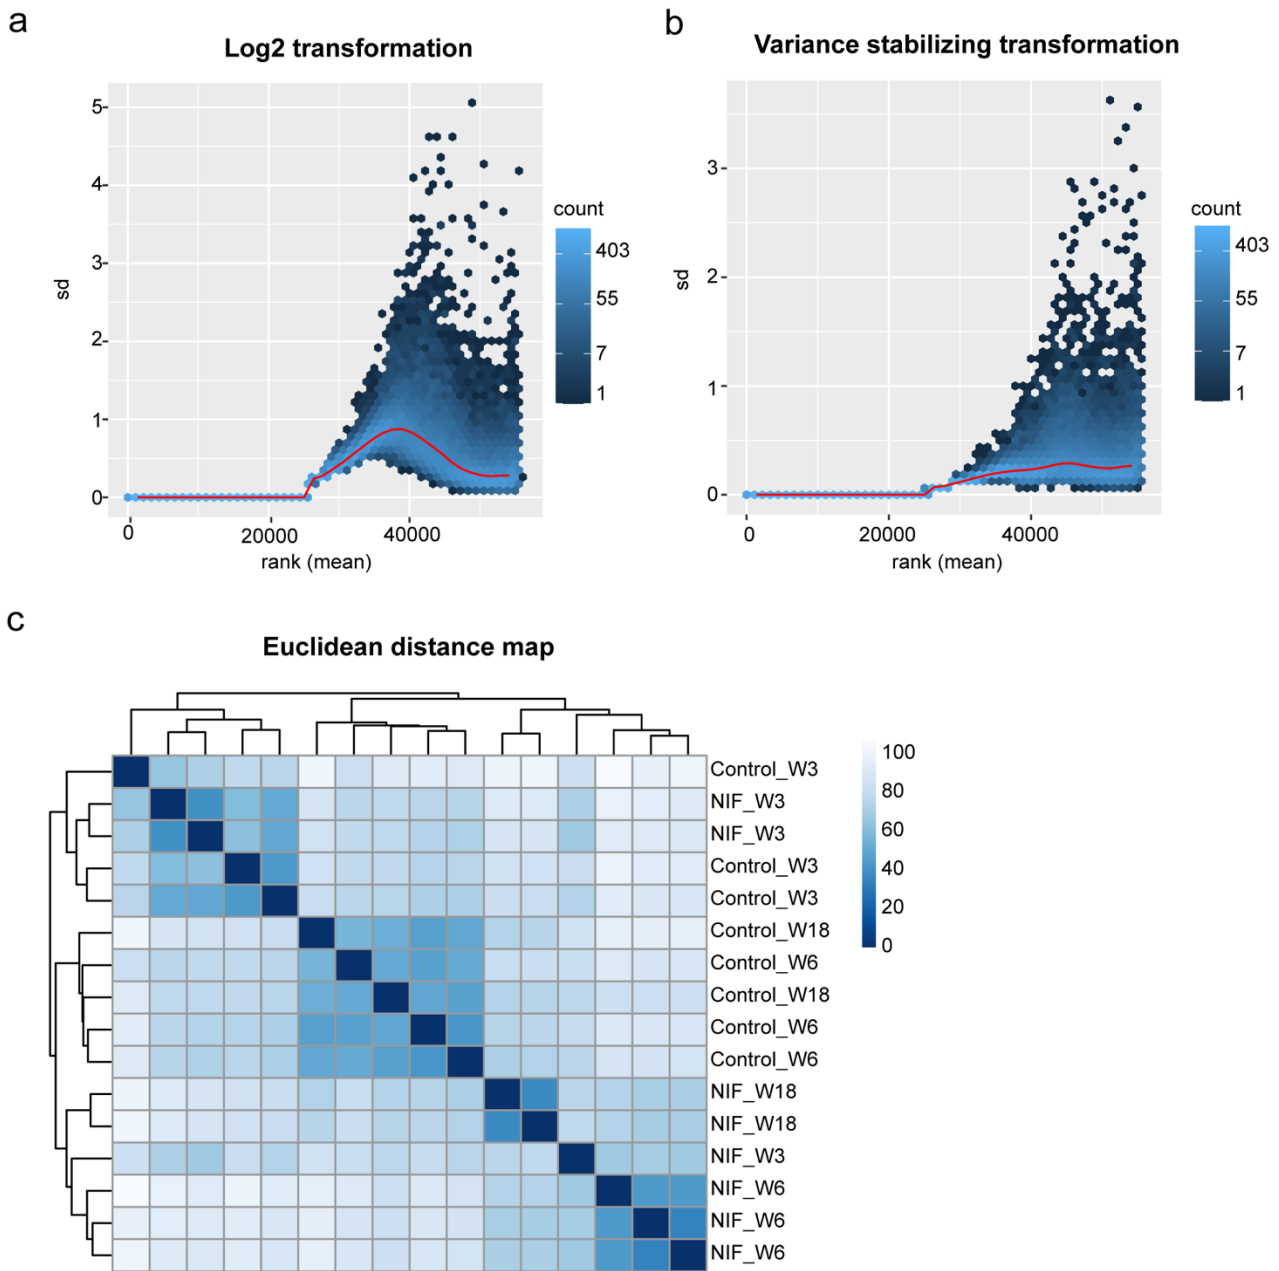 a
Log2 transformation
5
4
3
2
1
0
sd
0
20000
40000
rank (mean)
count
403
55
7
1
b
Variance stabilizing transformation
3
2
1
0
sd
0
20000
40000
rank (mean)
count
403
55
7
1
c
Euclidean distance map
Control_W3
NIF_W3
NIF_W3
Control_W3
Control_W3
Control_W18
Control_W6
Control_W18
Control_W6
Control_W6
NIF_W18
NIF_W18
NIF_W3
NIF_W6
NIF_W6
NIF_W6
100
80
60
40
20
0